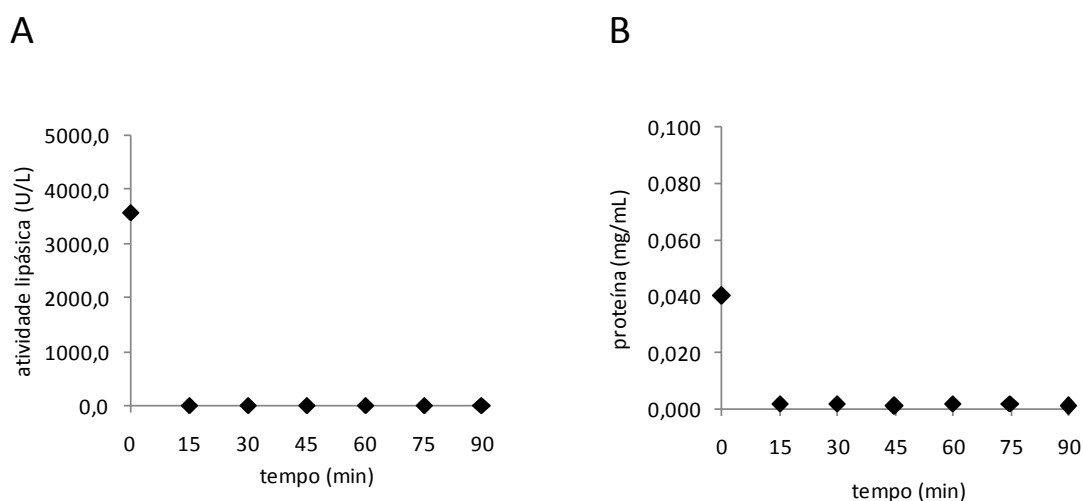 A
atividade lipásica (U/L)
5000,0
4000,0
3000,0
2000,0
1000,0
0,0
0 15 30 45 60 75 90
tempo (min)
B
proteína (mg/mL)
0,100
0,080
0,060
0,040
0,020
0,000
0 15 30 45 60 75 90
tempo (min)